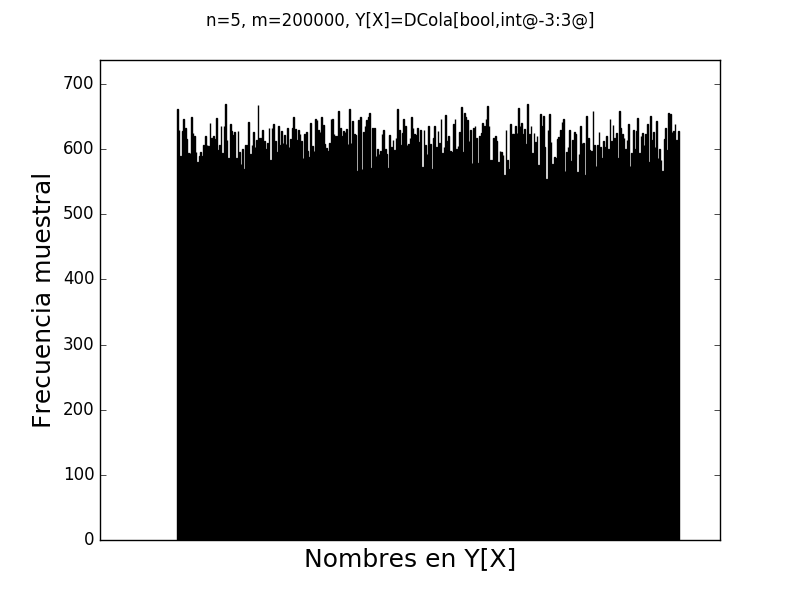 n=5, m=200000, Y[X]=DCola[bool,int@-3:3@]
700
600
500
400
300
200
100
0
Frecuencia muestral
Nombres en Y[X]